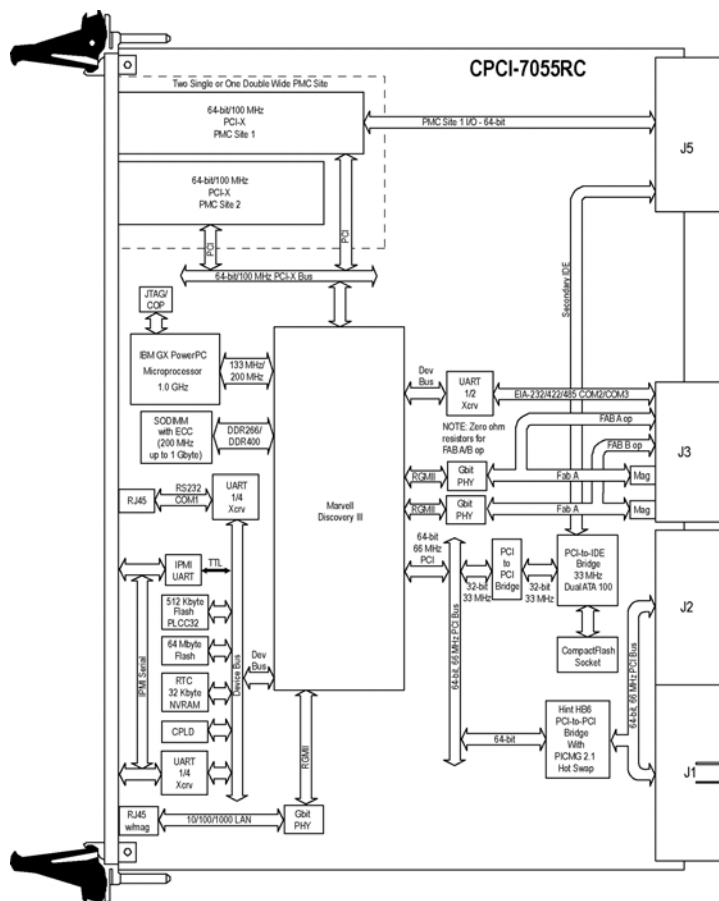 CPCI-7055RC
Two Single or One Double Wide PMC Site
64-bit/100 MHz
PCI-X
PMC Site 1
PMC Site 1 I/O - 64-bit
J5
64-bit/100 MHz
PCI-X
PMC Site 2
PCI
PCI
64-bit/100 MHz PCI-X Bus
Secondary IDE
JTAG/
COP
IBM GX PowerPC
Microprocessor
1.0 GHz
133 MHz/
200 MHz
Dev
Bus
UART
1/2
Xcrv
EIA-232/422/485 COM2/COM3
SODIMM
with ECC
(200 MHz
up to 1 Gbyte)
DDR266/
DDR400
NOTE: Zero ohm
resistors for
FAB A/B op
FAB A op
FAB B op
J3
RGMII
Gbit
PHY
Fab A
Mag
RGMII
Gbit
PHY
Fab A
Mag
RJ45
RS232
COM1
UART
1/4
Xcrv
Marvell
Discovery III
64-bit
66 MHz
PCI
PCI
to
PCI
Bridge
32-bit
33 MHz
32-bit
33 MHz
PCI-to-IDE
Bridge
33 MHz
Dual ATA 100
IPMI
UART
TTL
512 Kbyte
Flash
PLCC32
64 Mbyte
Flash
RTC
32 Kbyte
NVRAM
CPLD
UART
1/4
Xcrv
IPMI Serial
Device Bus
Dev
Bus
64-bit, 66 MHz PCI Bus
CompactFlash
Socket
64-bit, 66 MHz PCI Bus
J2
Hint HB6
PCI-to-PCI
Bridge
With
PICMG 2.1
Hot Swap
64-bit
J1
RGMII
RJ45
w/mag
10/100/1000 LAN
Gbit
PHY